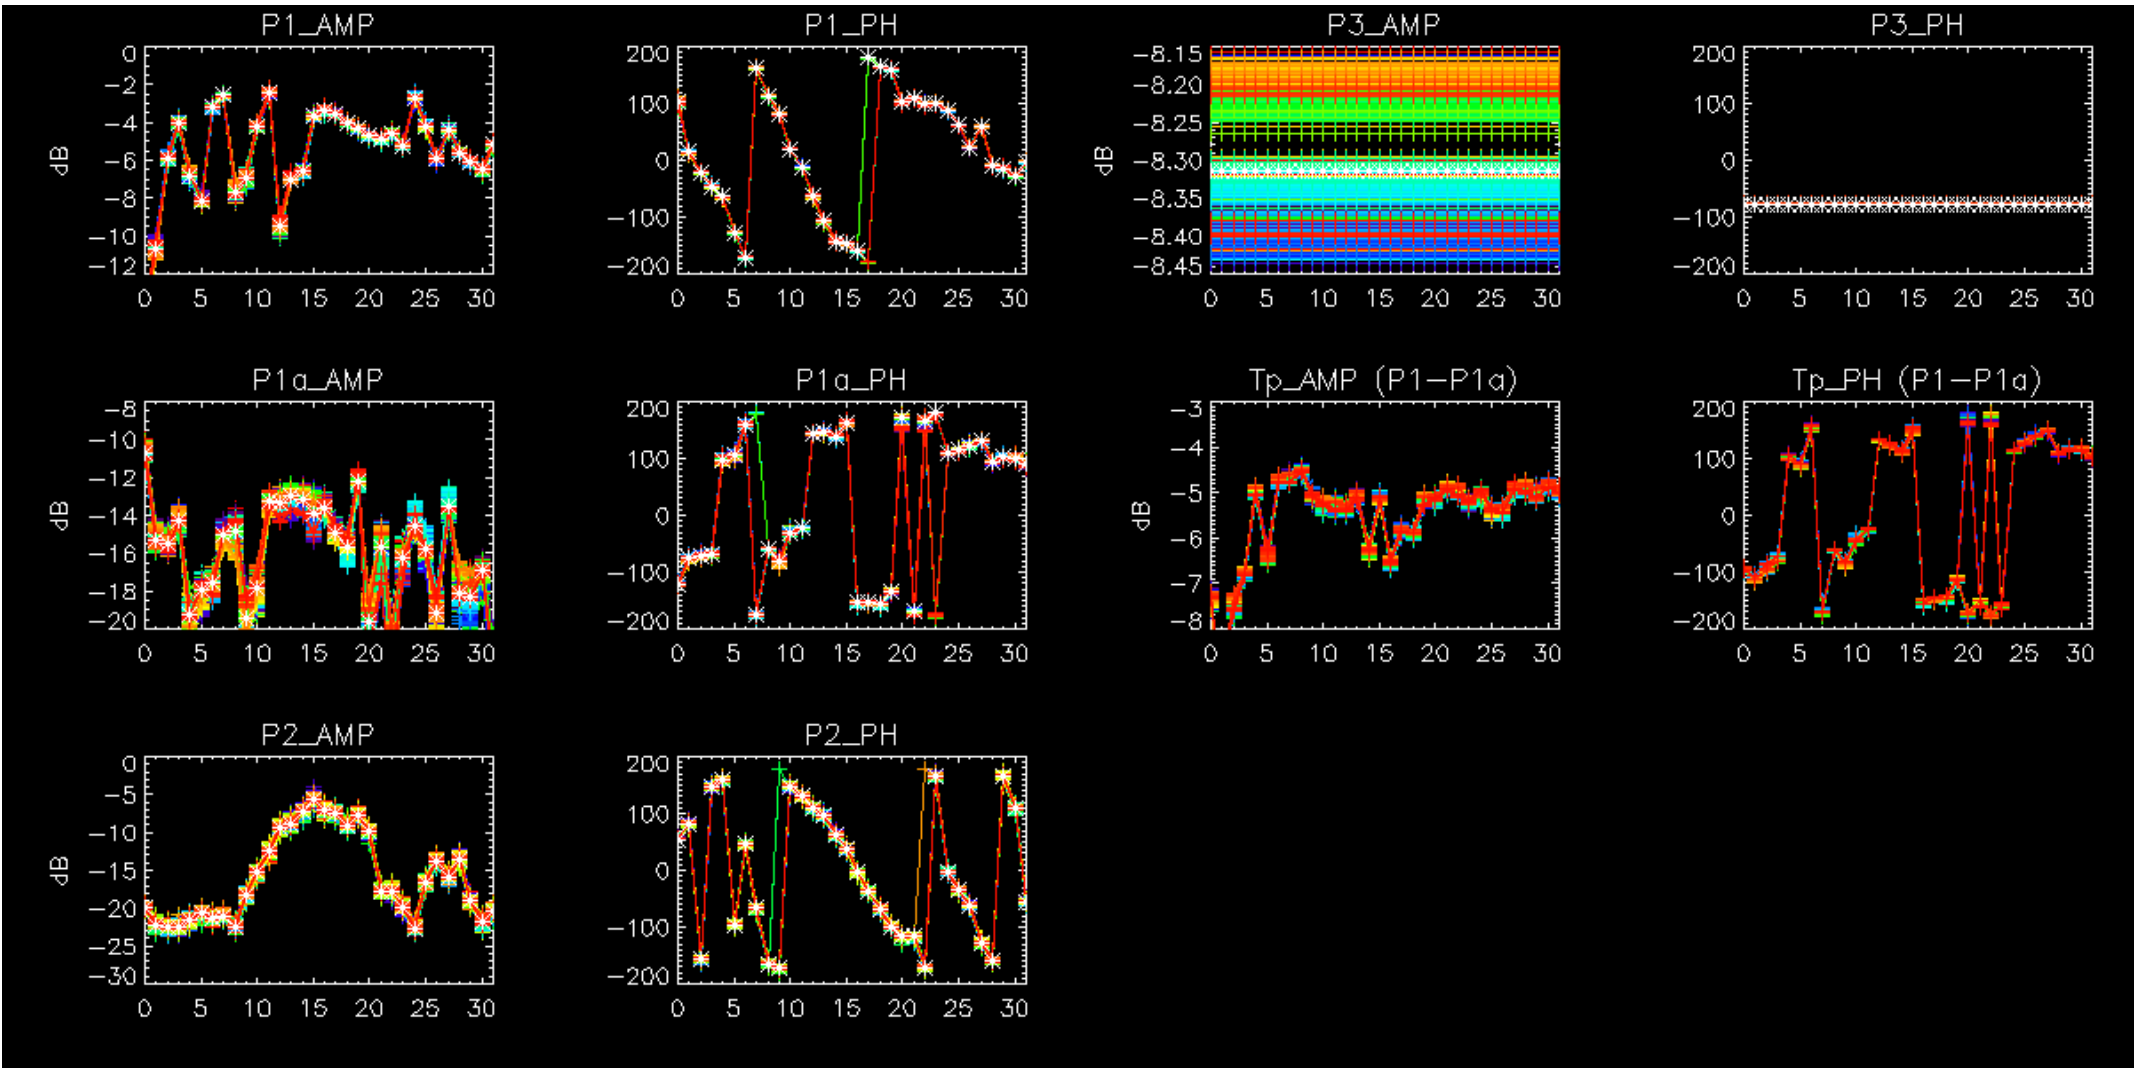 P1_AMP
P1_PH
P3_AMP
P3_PH
dB
0
−2
−4
−6
−8
−10
−12
0 5 10 15 20 25 30
200
100
0
−100
−200
0 5 10 15 20 25 30
dB
−8.15
−8.20
−8.25
−8.30
−8.35
−8.40
−8.45
0 5 10 15 20 25 30
200
100
0
−100
−200
0 5 10 15 20 25 30
P1a_AMP
P1a_PH
Tp_AMP (P1−P1a)
Tp_PH (P1−P1a)
dB
−8
−10
−12
−14
−16
−18
−20
0 5 10 15 20 25 30
200
100
0
−100
−200
0 5 10 15 20 25 30
dB
−3
−4
−5
−6
−7
−8
0 5 10 15 20 25 30
200
100
0
−100
−200
0 5 10 15 20 25 30
P2_AMP
P2_PH
dB
0
−5
−10
−15
−20
−25
−30
0 5 10 15 20 25 30
200
100
0
−100
−200
0 5 10 15 20 25 30